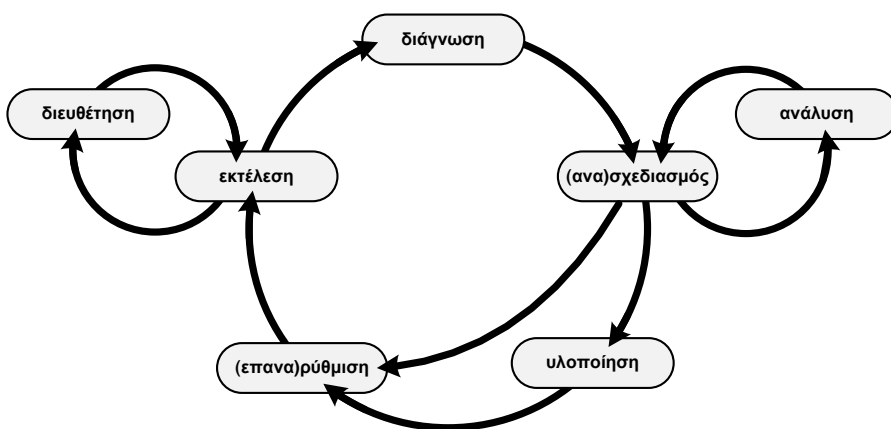 διάγνωση
διευθέτηση
ανάλυση
εκτέλεση
(ανα)σχεδιασμός
(επανα)ρύθμιση
υλοποίηση